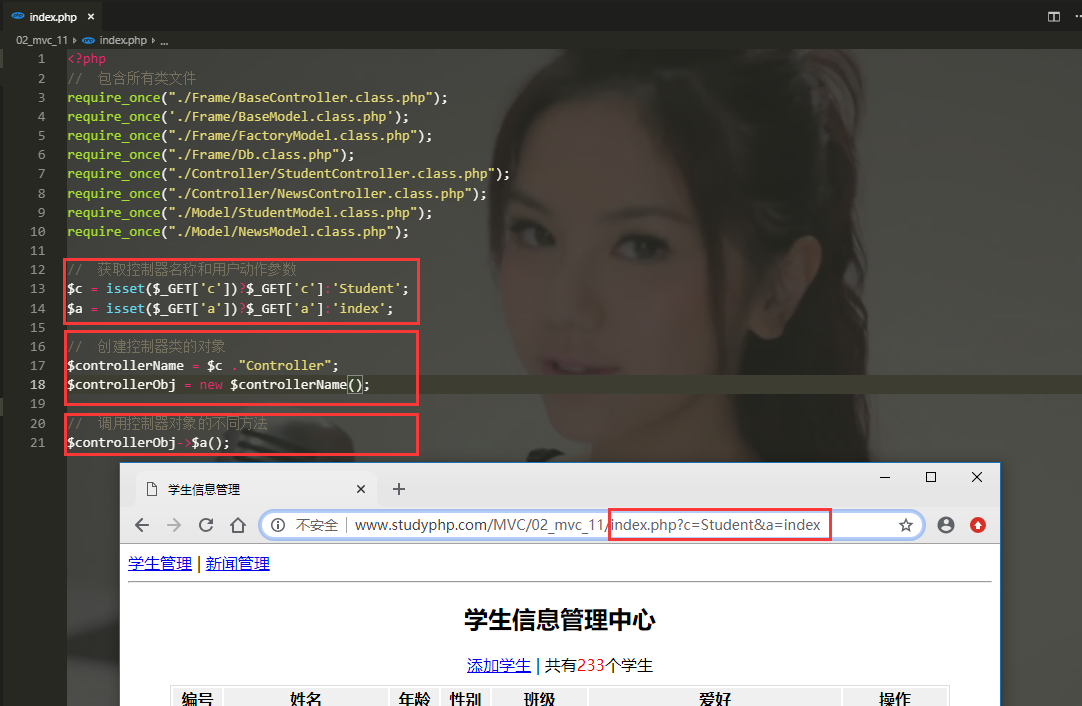 index.php ×
02_mvc_11 › index.php › ...
1 <?php
2 // 包含所有类文件
3 require_once("./Frame/BaseController.class.php");
4 require_once('./Frame/BaseModel.class.php');
5 require_once("./Frame/FactoryModel.class.php");
6 require_once("./Frame/Db.class.php");
7 require_once("./Controller/StudentController.class.php");
8 require_once("./Controller/NewsController.class.php");
9 require_once("./Model/StudentModel.class.php");
10 require_once("./Model/NewsModel.class.php");
11
12 // 获取控制器名称和用户动作参数
13 $c = isset($_GET['c'])?$_GET['c']:'Student';
14 $a = isset($_GET['a'])?$_GET['a']:'index';
15
16 // 创建控制器类的对象
17 $controllerName = $c ."Controller";
18 $controllerObj = new $controllerName();
19
20 // 调用控制器对象的不同方法
21 $controllerObj->$a();
学生信息管理
不安全 | www.studyphp.com/MVC/02_mvc_11/index.php?c=Student&a=index
学生管理 | 新闻管理
学生信息管理中心
添加学生 | 共有233个学生
编号 姓名 年龄 性别 班级 爱好 操作